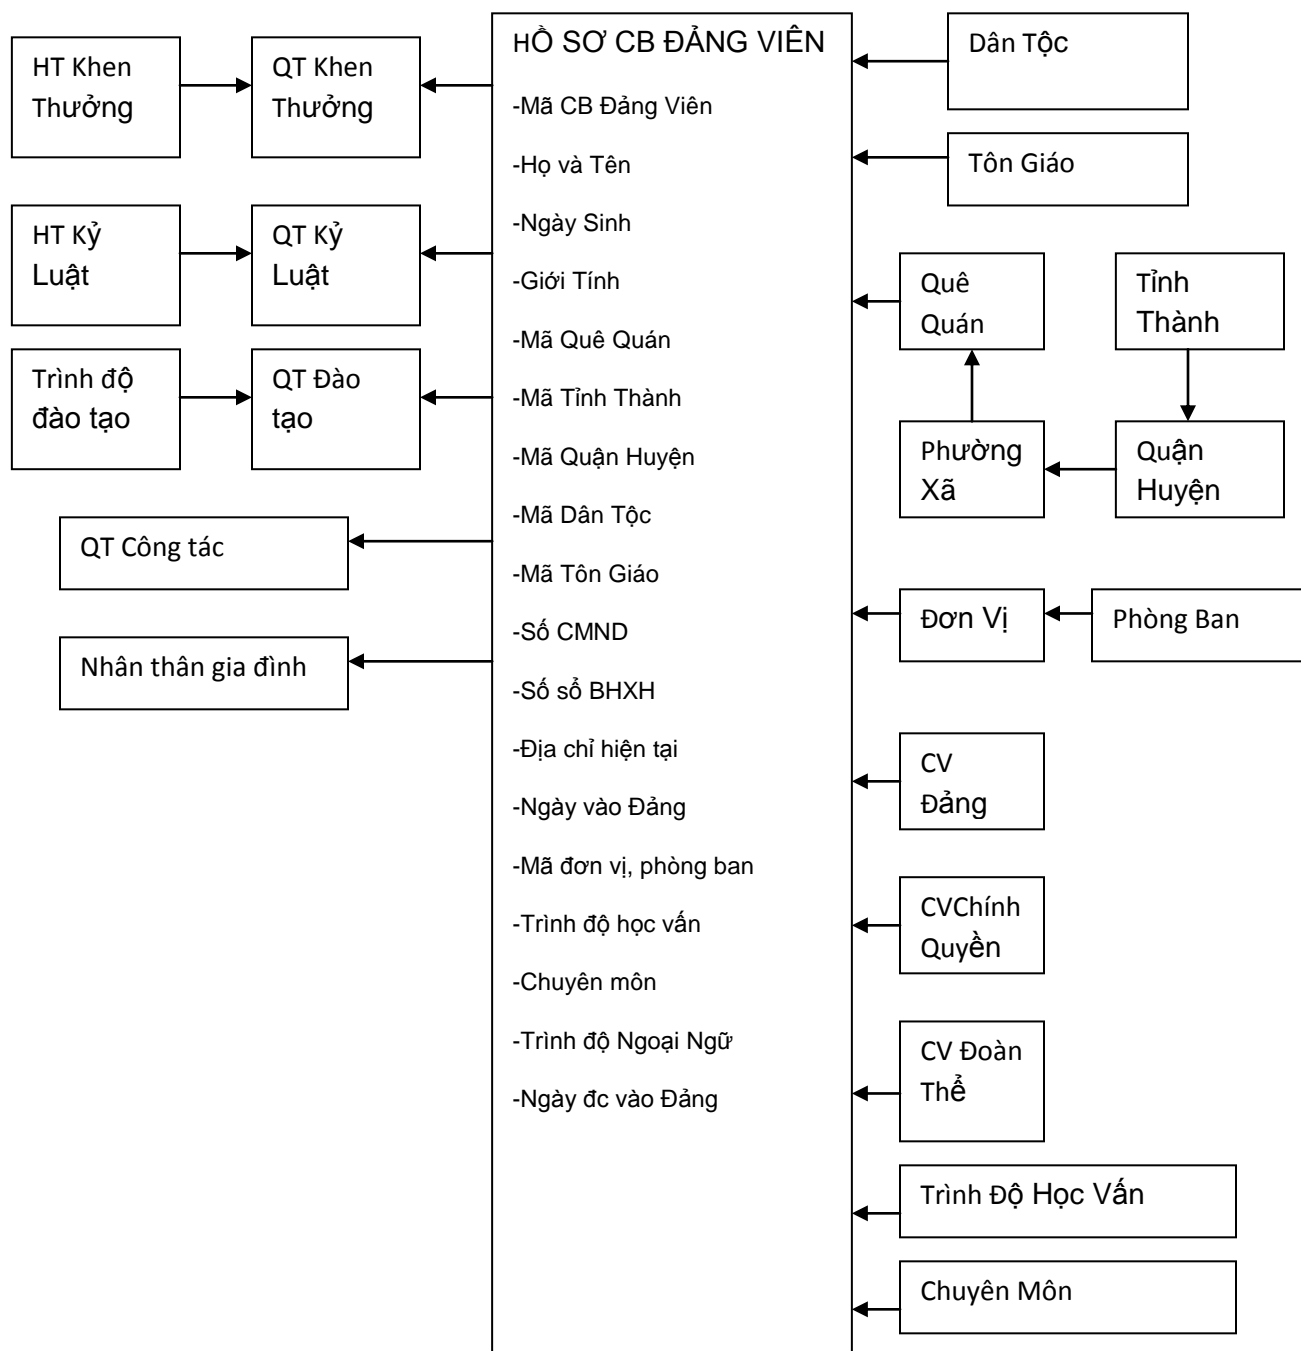 HT Khen
Thưởng
QT Khen
Thưởng
HT Kỷ
Luật
QT Kỷ
Luật
Trình độ
đào tạo
QT Đào
tạo
QT Công tác
Nhân thân gia đình
HỒ SƠ CB ĐẢNG VIÊN
-Mã CB Đảng Viên
-Họ và Tên
-Ngày Sinh
-Giới Tính
-Mã Quê Quán
-Mã Tỉnh Thành
-Mã Quận Huyện
-Mã Dân Tộc
-Mã Tôn Giáo
-Số CMND
-Số sổ BHXH
-Địa chỉ hiện tại
-Ngày vào Đảng
-Mã đơn vị, phòng ban
-Trình độ học vấn
-Chuyên môn
-Trình độ Ngoại Ngữ
-Ngày đc vào Đảng
Dân Tộc
Tôn Giáo
Quê
Quán
Tỉnh
Thành
Phường
Xã
Quận
Huyện
Đơn Vị
Phòng Ban
CV
Đảng
CVChính
Quyền
CV Đoàn
Thể
Trình Độ Học Vấn
Chuyên Môn